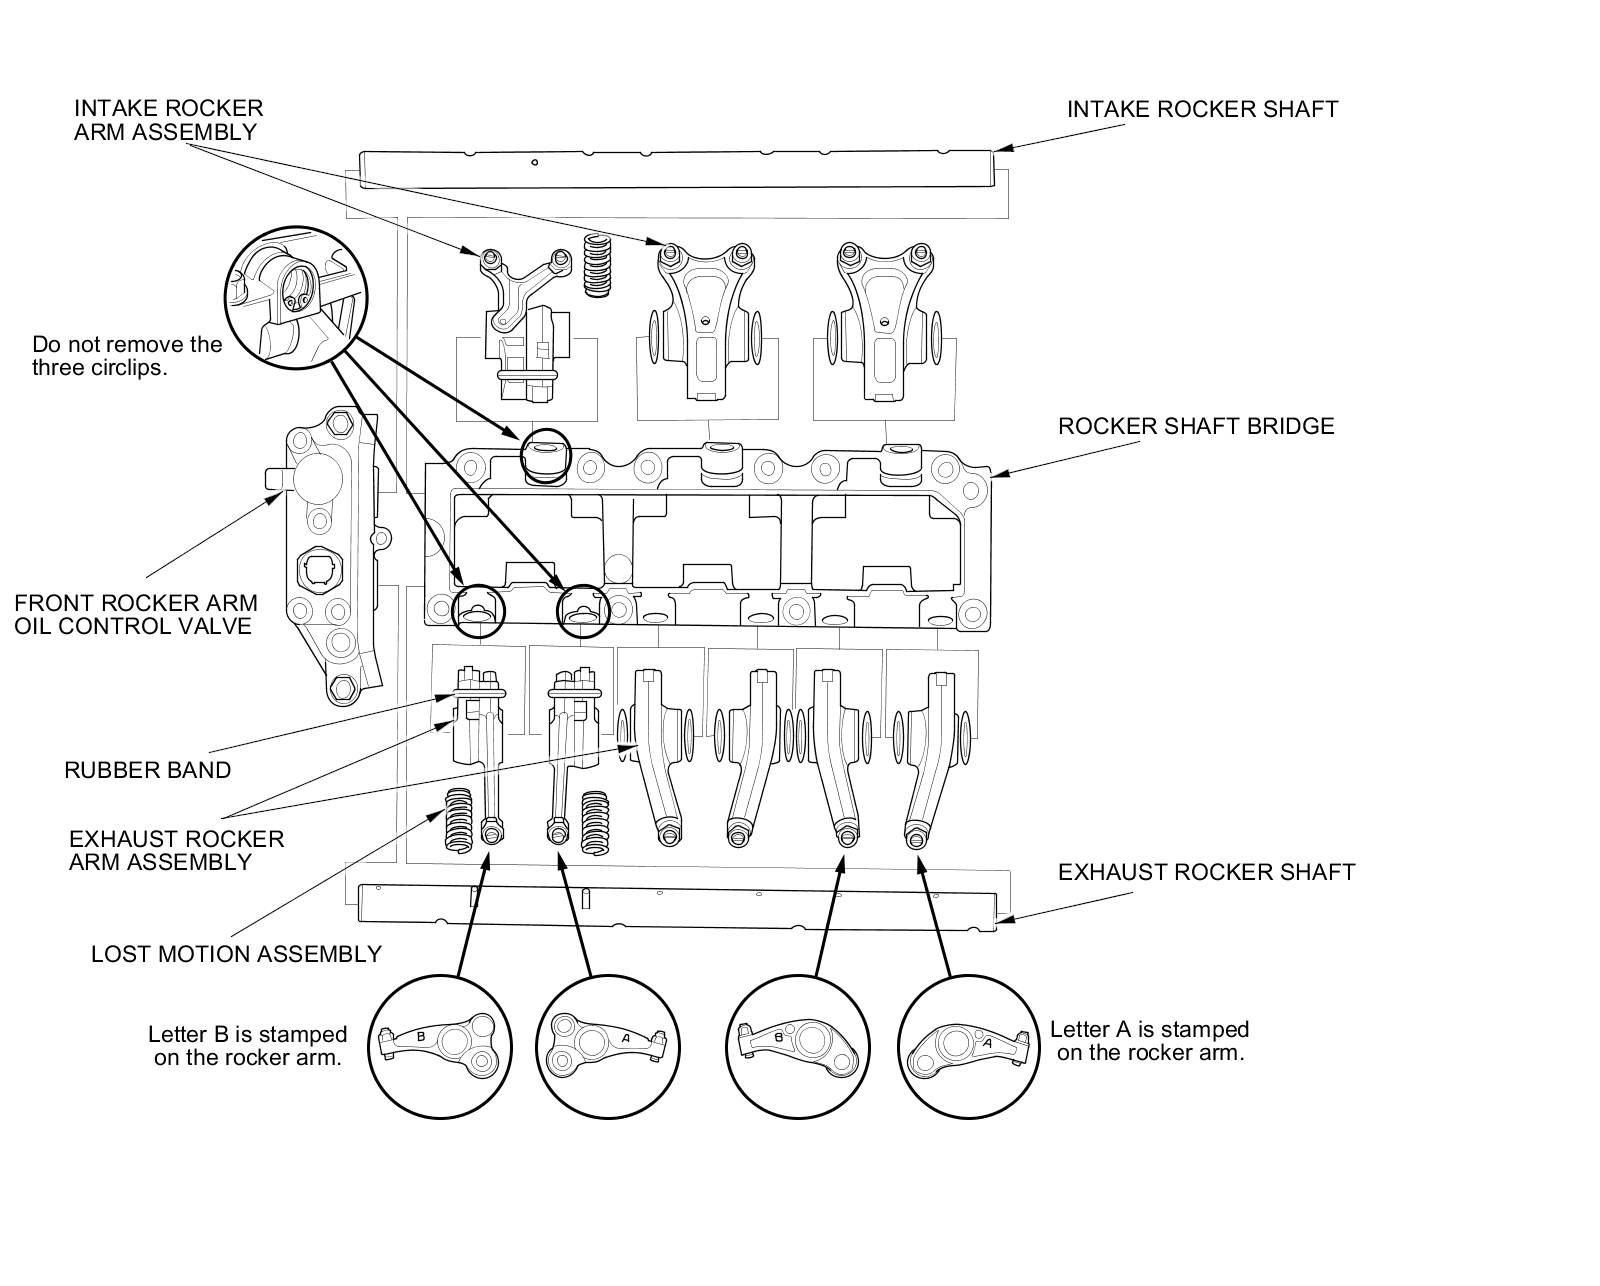 INTAKE ROCKER
ARM ASSEMBLY
INTAKE ROCKER SHAFT
Do not remove the
three circlips.
ROCKER SHAFT BRIDGE
FRONT ROCKER ARM
OIL CONTROL VALVE
RUBBER BAND
EXHAUST ROCKER
ARM ASSEMBLY
EXHAUST ROCKER SHAFT
LOST MOTION ASSEMBLY
Letter B is stamped
on the rocker arm.
B
A
B
A
Letter A is stamped
on the rocker arm.